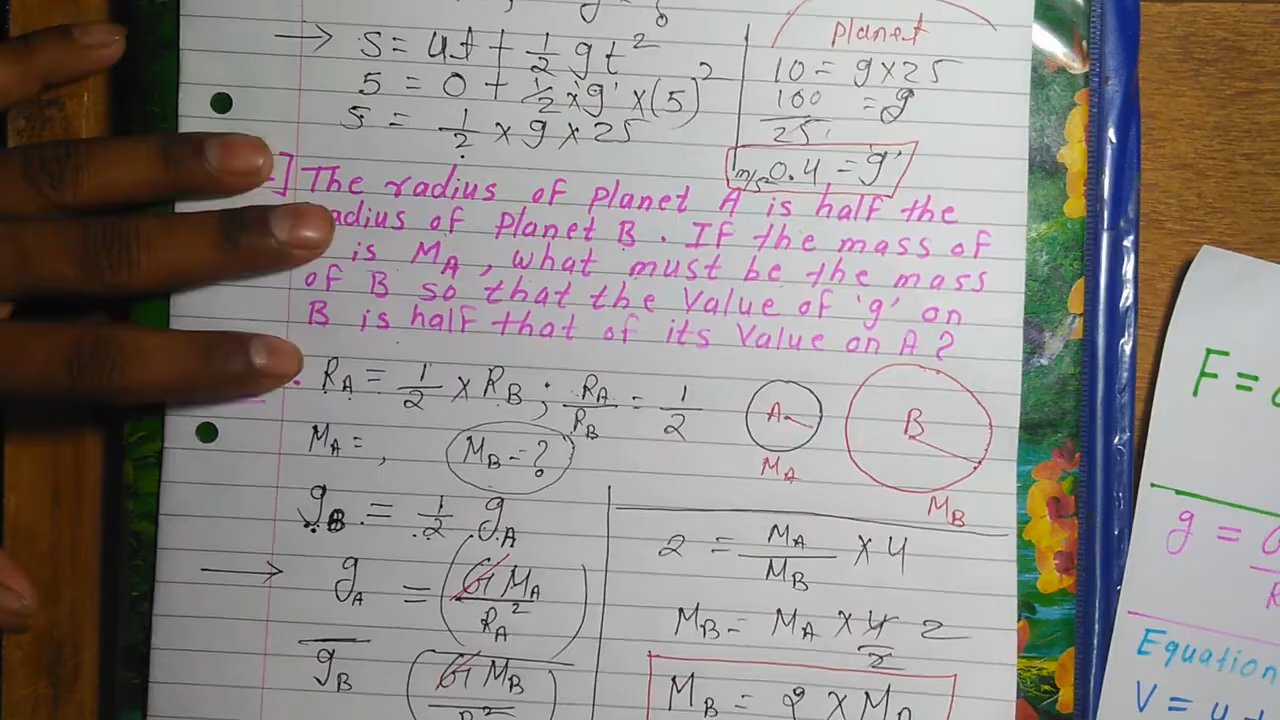 → S = ut + 1/2 gt²
5 = 0 + 1/2 × g' × (5)²
5 = 1/2 × g × 25
Planet
10 = g × 25
100/25 = g
m/s² 0.4 = g'
] The radius of planet A is half the
adius of planet B. If the mass of
is MA, what must be the mass
of B so that the value of 'g' on
B is half that of its value on A?
RA = 1/2 × RB ; RA/RB = 1/2
MA = , MB = ?
A
MA
B
MB
gB = 1/2 gA
→ gA/gB = (GMA/RA²)
(GMB/R²
2 = MA/MB × 4
MB = MA × 4/2 2
MB = 2 × MA
F =
g = G/R
Equation
V = u +